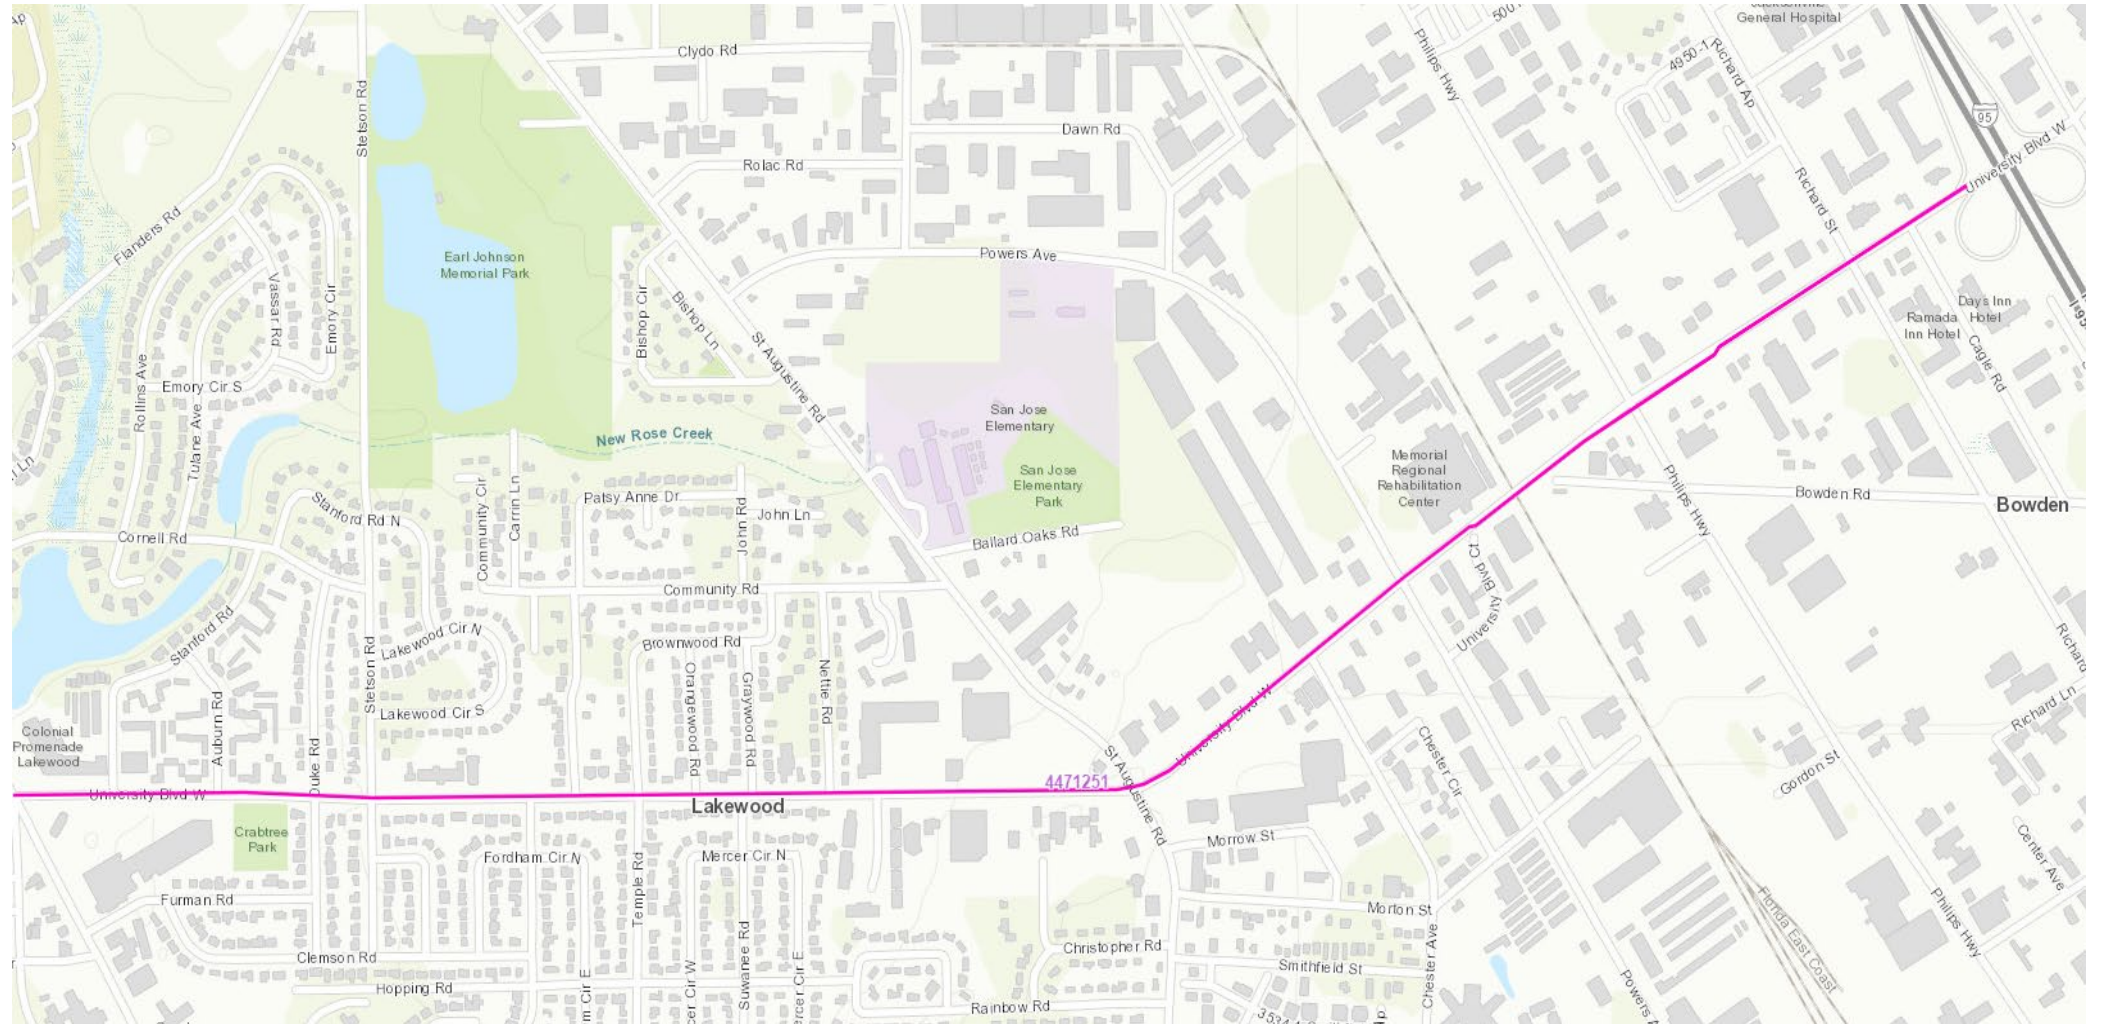 General Hospital
Clydo Rd
Philips Hwy
4950-1
Richard Ap
95
Stetson Rd
Dawn Rd
University Blvd W
Rolac Rd
Richard St
Flanders Rd
Earl Johnson
Memorial Park
Powers Ave
Vassar Rd
Emory Cir
Bishop Cir
Bishop Ln
Days Inn
Hotel
Ramada
Inn Hotel
I-95
St Augustine Rd
Cagle Rd
Rollins Ave
Emory Cir S
Tulane Ave
San Jose
Elementary
New Rose Creek
Memorial
Regional
Rehabilitation
Center
San Jose
Elementary
Park
Philips Hwy
Bowden Rd
Bowden
Stanford Rd N
Community Cir
Carrin Ln
Patsy Anne Dr
John Rd
John Ln
Cornell Rd
Ballard Oaks Rd
University Blvd Ct
Community Rd
Stanford Rd
Lakewood Cir N
Brownwood Rd
Stetson Rd
Orangewood Rd
Graywood Rd
Nettie Rd
Richard
Auburn Rd
Lakewood Cir S
University Blvd W
Richard Ln
Colonial
Promenade
Lakewood
Duke Rd
St Augustine Rd
Chester Cir
Gordon St
4471251
University Blvd W
Lakewood
Crabtree
Park
Morrow St
Fordham Cir N
Mercer Cir N
Temple Rd
Center Ave
Furman Rd
Morton St
Philips Hwy
Florida East Coast
Clemson Rd
Suwanee Rd
Christopher Rd
Chester Ave
Smithfield St
Hopping Rd
Rainbow Rd
Powers A